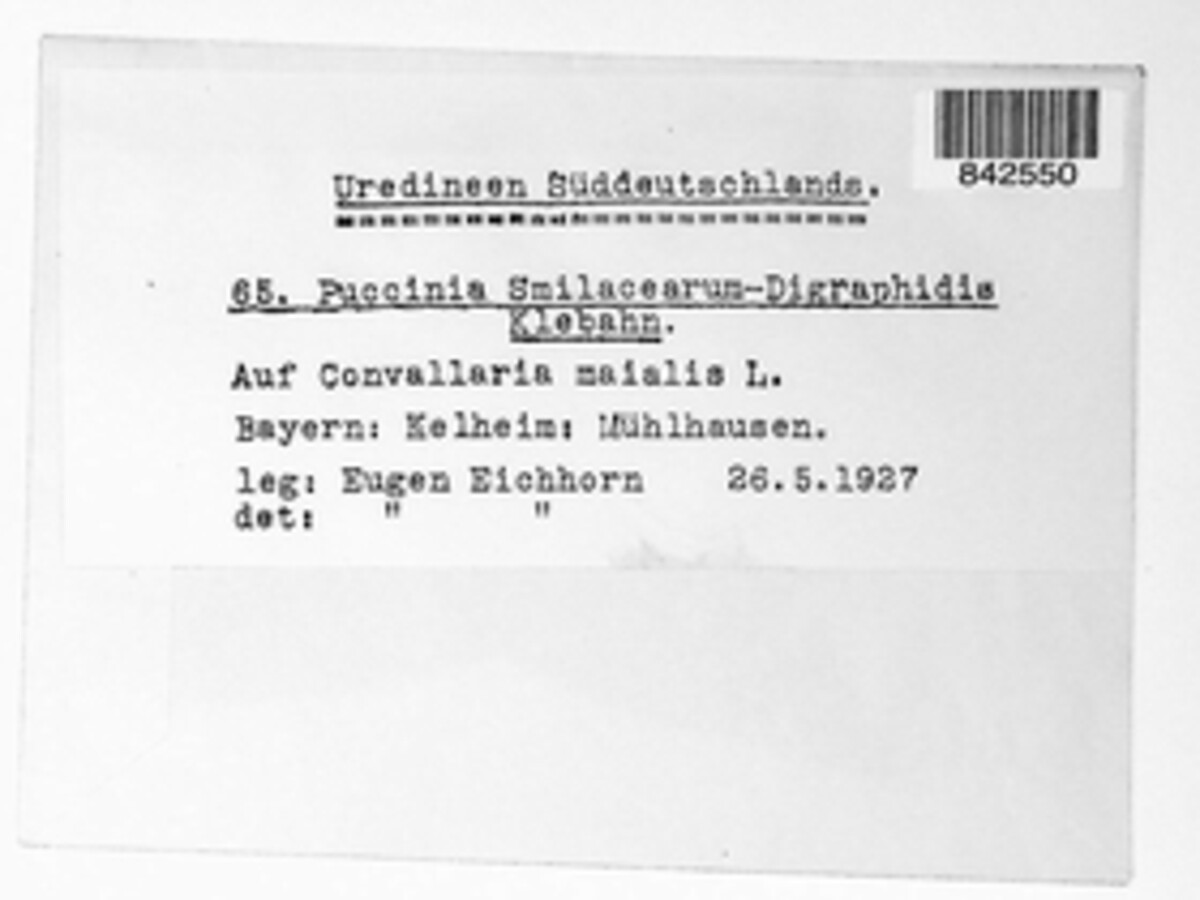 842550
Uredineen Süddeutschlands.
65. Puccinia Smilacearum-Digraphidis
Klebahn.
Auf Convallaria maialis L.
Bayern: Kelheim: Mühlhausen.
leg: Eugen Eichhorn 26.5.1927
det: " "